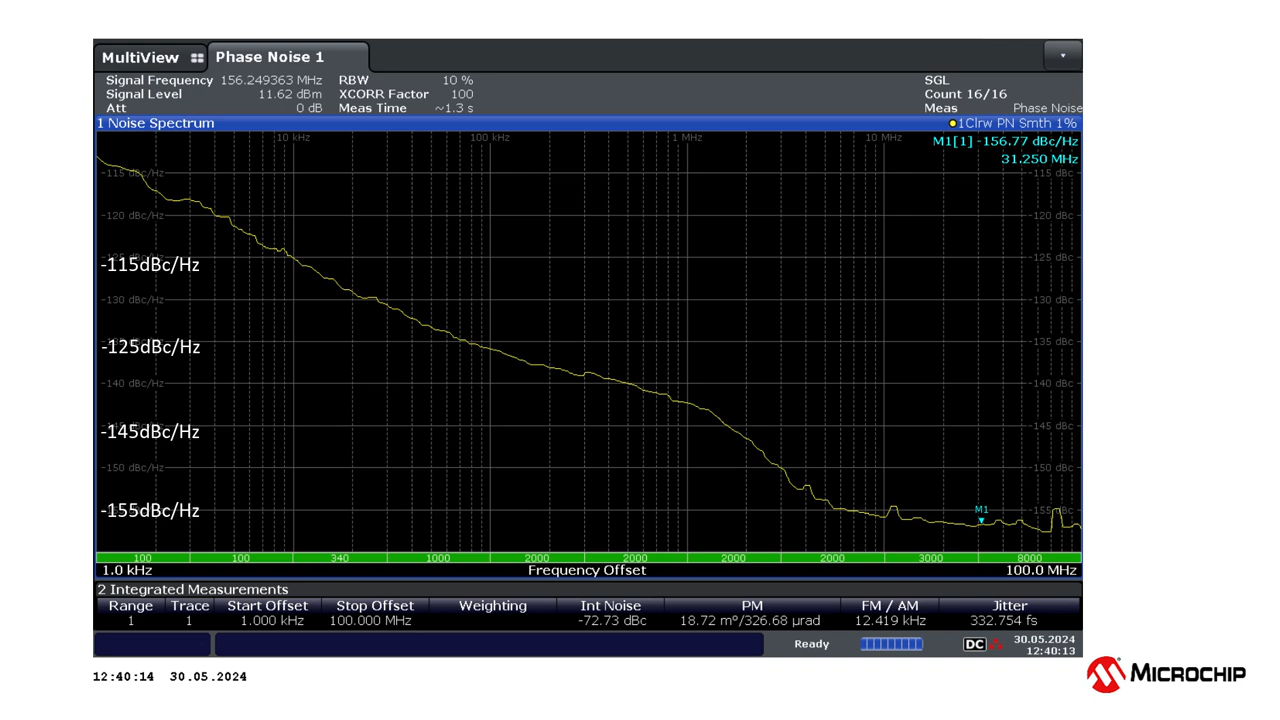 MultiView Phase Noise 1
Signal Frequency 156.249363 MHz RBW 10 % SGL
Signal Level 11.62 dBm XCORR Factor 100 Count 16/16
Att 0 dB Meas Time ~1.3 s Meas Phase Noise
1 Noise Spectrum 1Clrw PN Smth 1%
10 kHz 100 kHz 1 MHz 10 MHz M1[1] -156.77 dBc/Hz
31.250 MHz
-115 dBc/Hz -115 dBc
-120 dBc/Hz -120 dBc
-125 dBc
-115dBc/Hz
-130 dBc/Hz -130 dBc
-135 dBc
-125dBc/Hz
-140 dBc/Hz -140 dBc
-145 dBc
-145dBc/Hz
-150 dBc/Hz -150 dBc
M1
-155dBc/Hz
100 100 340 1000 2000 2000 2000 2000 3000 8000
1.0 kHz Frequency Offset 100.0 MHz
2 Integrated Measurements
Range Trace Start Offset Stop Offset Weighting Int Noise PM FM / AM Jitter
1 1 1.000 kHz 100.000 MHz -72.73 dBc 18.72 m°/326.68 µrad 12.419 kHz 332.754 fs
Ready DC 30.05.2024
12:40:13
12:40:14 30.05.2024
MICROCHIP